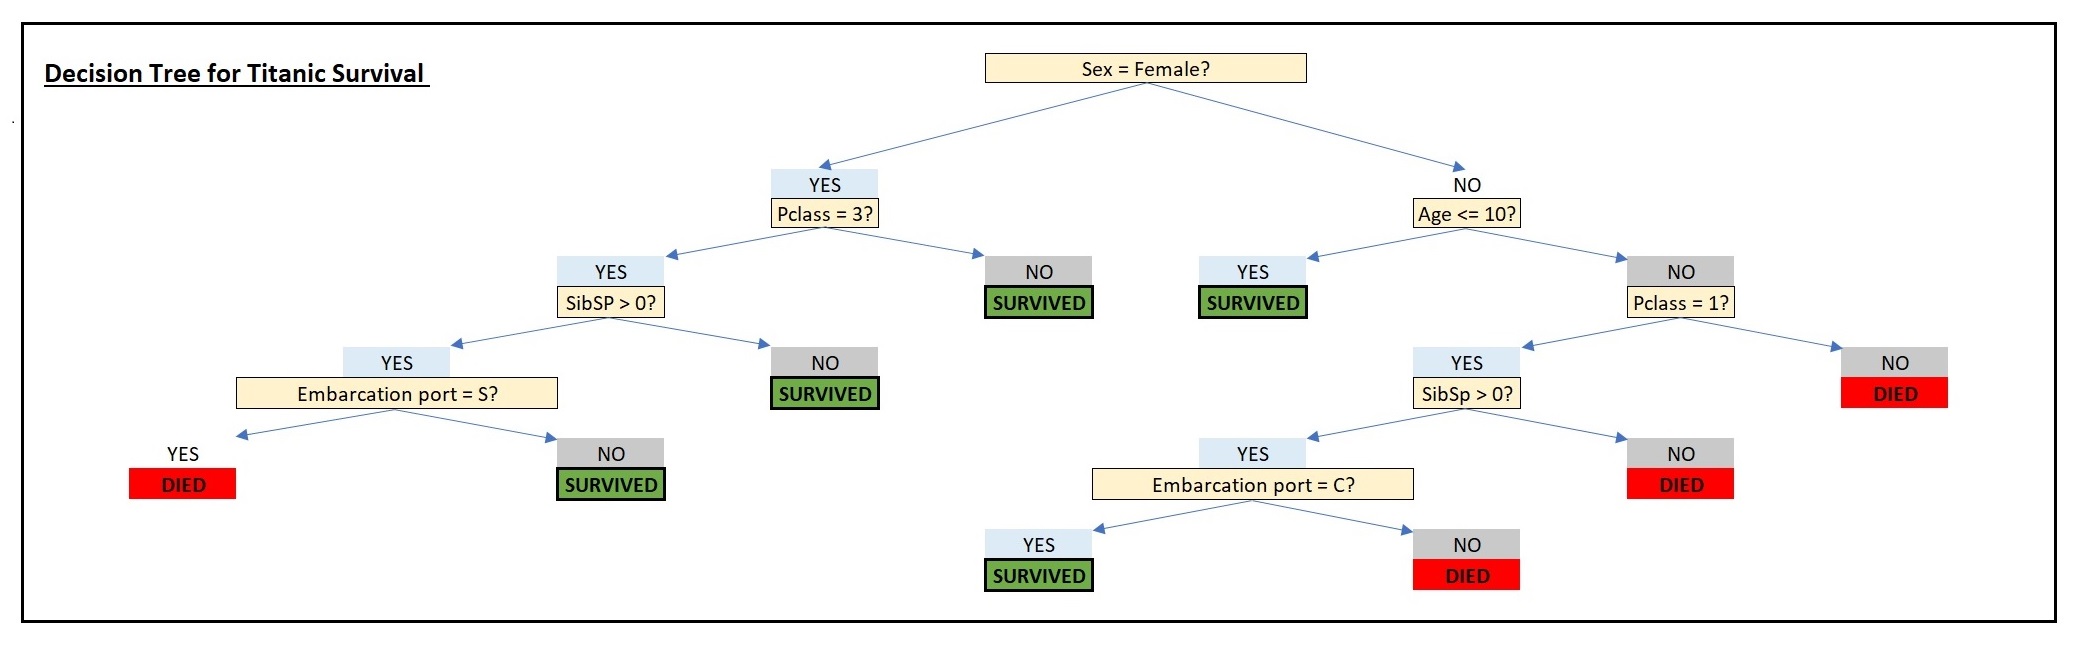 Decision Tree for Titanic Survival
Sex = Female?
YES
NO
Pclass = 3?
Age <= 10?
YES
NO
YES
NO
SibSP > 0?
SURVIVED
SURVIVED
Pclass = 1?
YES
NO
YES
NO
Embarcation port = S?
SURVIVED
SibSp > 0?
DIED
YES
NO
YES
NO
DIED
SURVIVED
Embarcation port = C?
DIED
YES
NO
SURVIVED
DIED